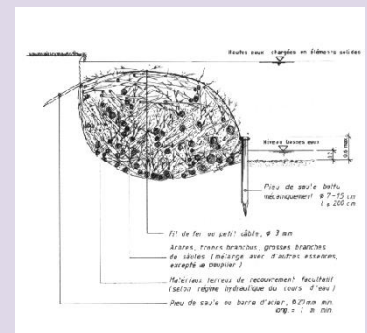 Hautes eaux chargées en éléments solides
Niveau basses eaux
Pieu de saule battu
mécaniquement ϕ 7-15 cm
L ≥ 200 cm
Fil de fer ou petit câble, ϕ 3 mm
Arbres, troncs branchus, grosses branches
de saules (mélange avec d'autres essences,
excepté le peuplier)
Matériaux terreux de recouvrement facultatif
(selon régime hydraulique du cours d'eau)
Pieu de saule ou barre d'acier,
long. = 1 m min